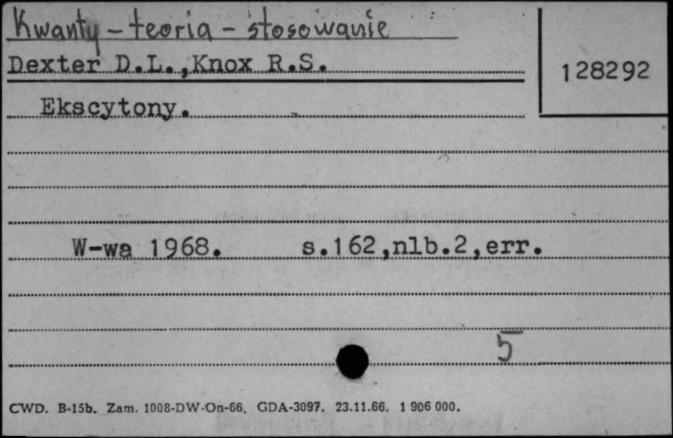 Kwanty - teoria - stosowanie
Dexter D.L.,Knox R.S.
128292
Ekscytony.
W-wa 1968. s.162,nlb.2,err.
5
CWD. B-15b. Zam. 1008-DW-On-66. GDA-3097. 23.11.66. 1 906 000.